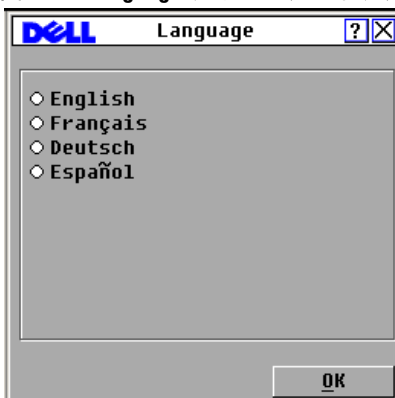 DELL Language ? X
English
Français
Deutsch
Español
OK